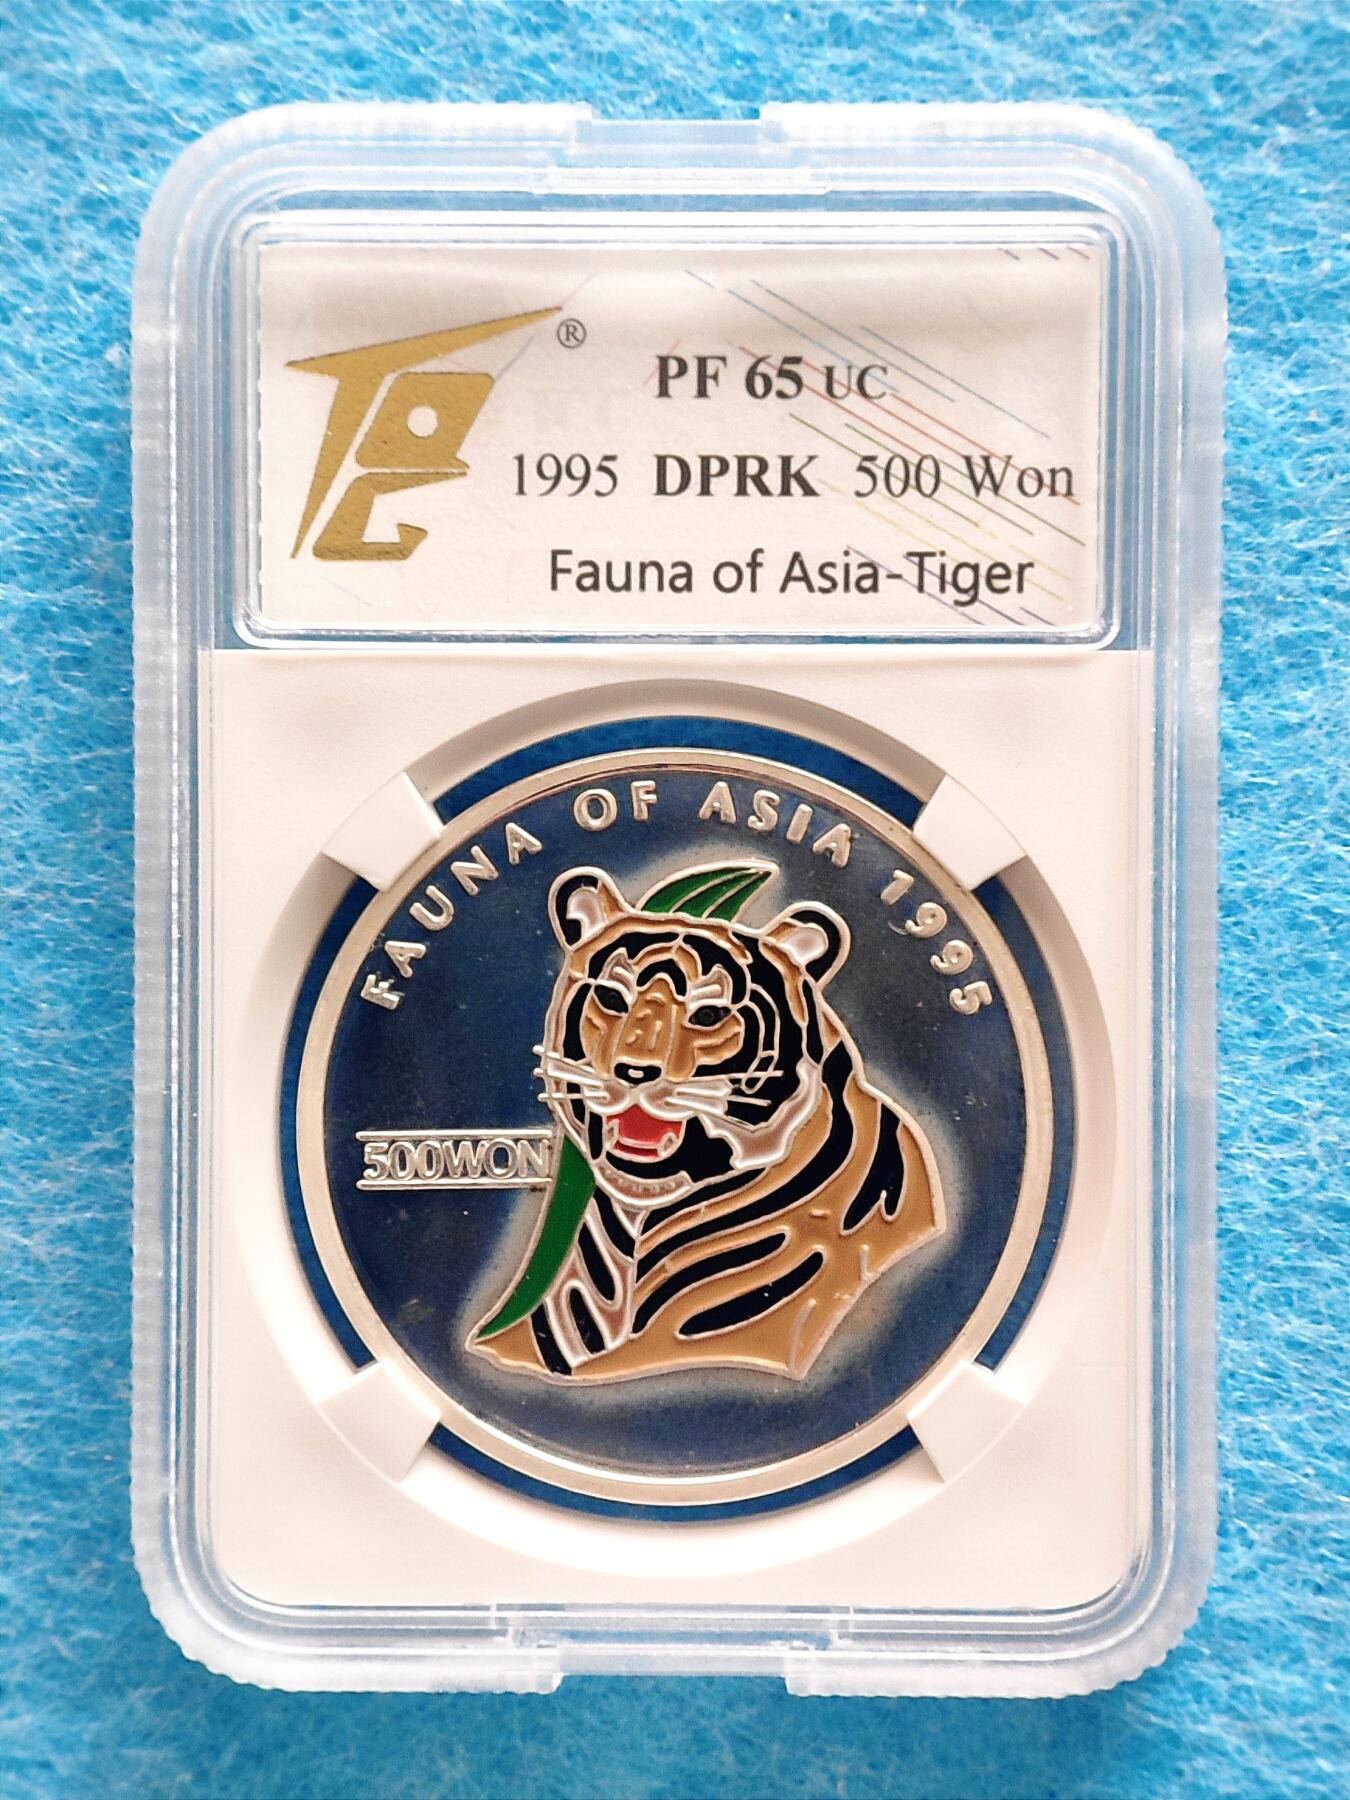 ®
PF 65 UC
1995 DPRK 500 Won
Fauna of Asia-Tiger
FAUNA OF ASIA 1995
500WON